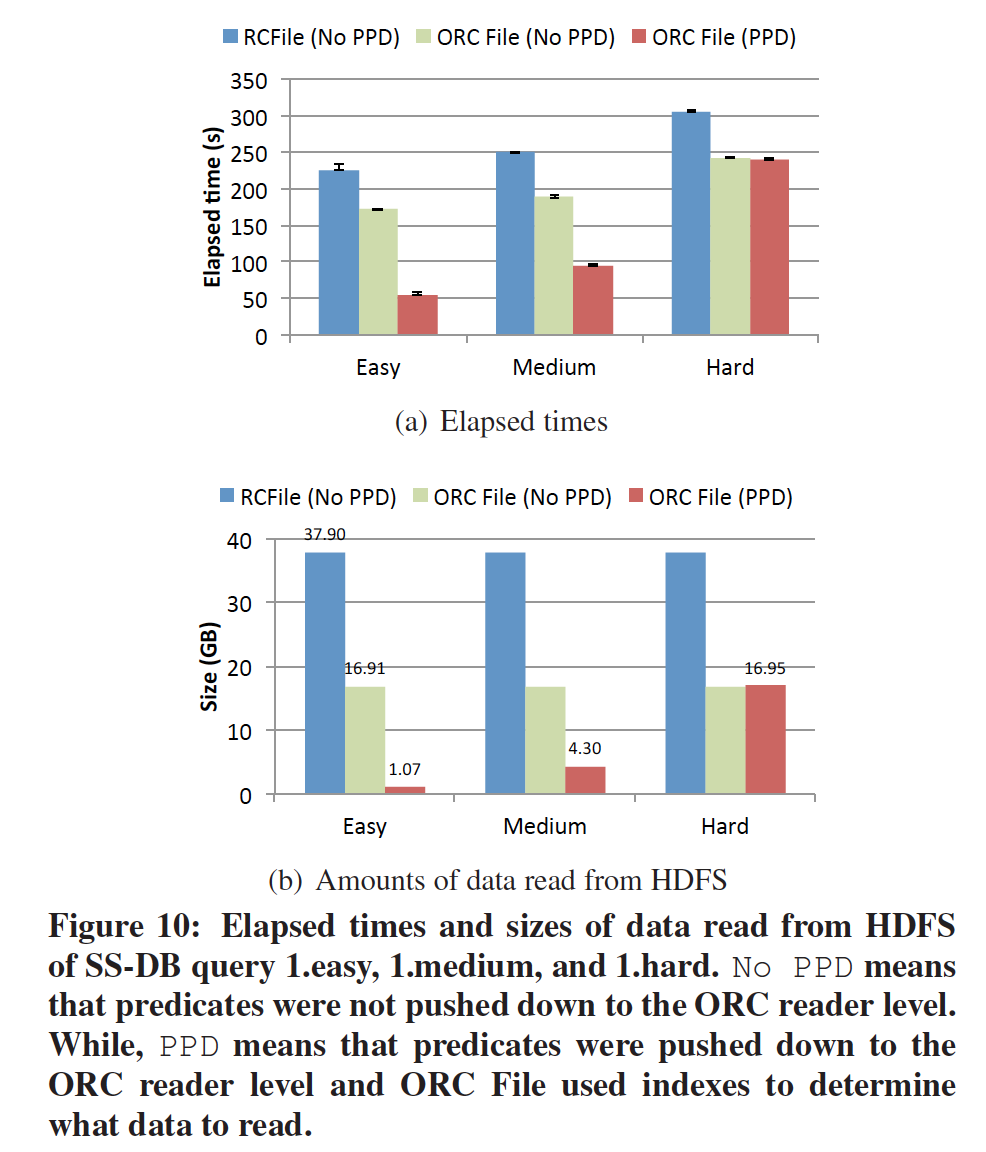 RCFile (No PPD) ORC File (No PPD) ORC File (PPD)
Elapsed time (s)
350
300
250
200
150
100
50
0
Easy Medium Hard
(a) Elapsed times
RCFile (No PPD) ORC File (No PPD) ORC File (PPD)
Size (GB)
40
30
20
10
0
37.90
16.91
1.07
4.30
16.95
Easy Medium Hard
(b) Amounts of data read from HDFS
Figure 10: Elapsed times and sizes of data read from HDFS
of SS-DB query 1.easy, 1.medium, and 1.hard. No PPD means
that predicates were not pushed down to the ORC reader level.
While, PPD means that predicates were pushed down to the
ORC reader level and ORC File used indexes to determine
what data to read.